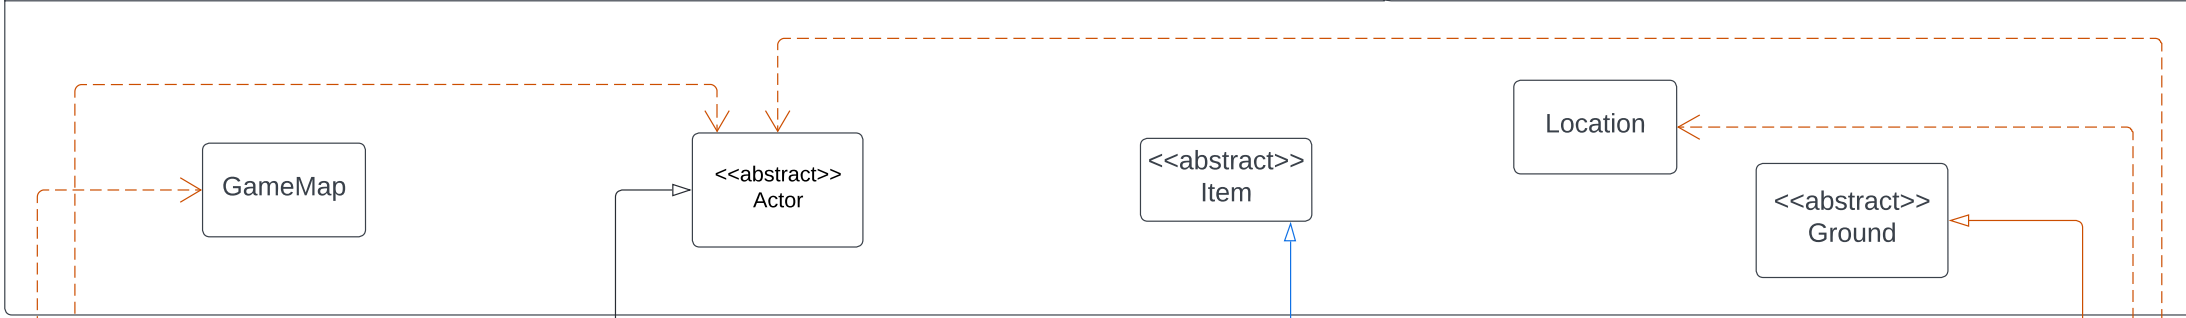 GameMap
<<abstract>>
Actor
<<abstract>>
Item
Location
<<abstract>>
Ground